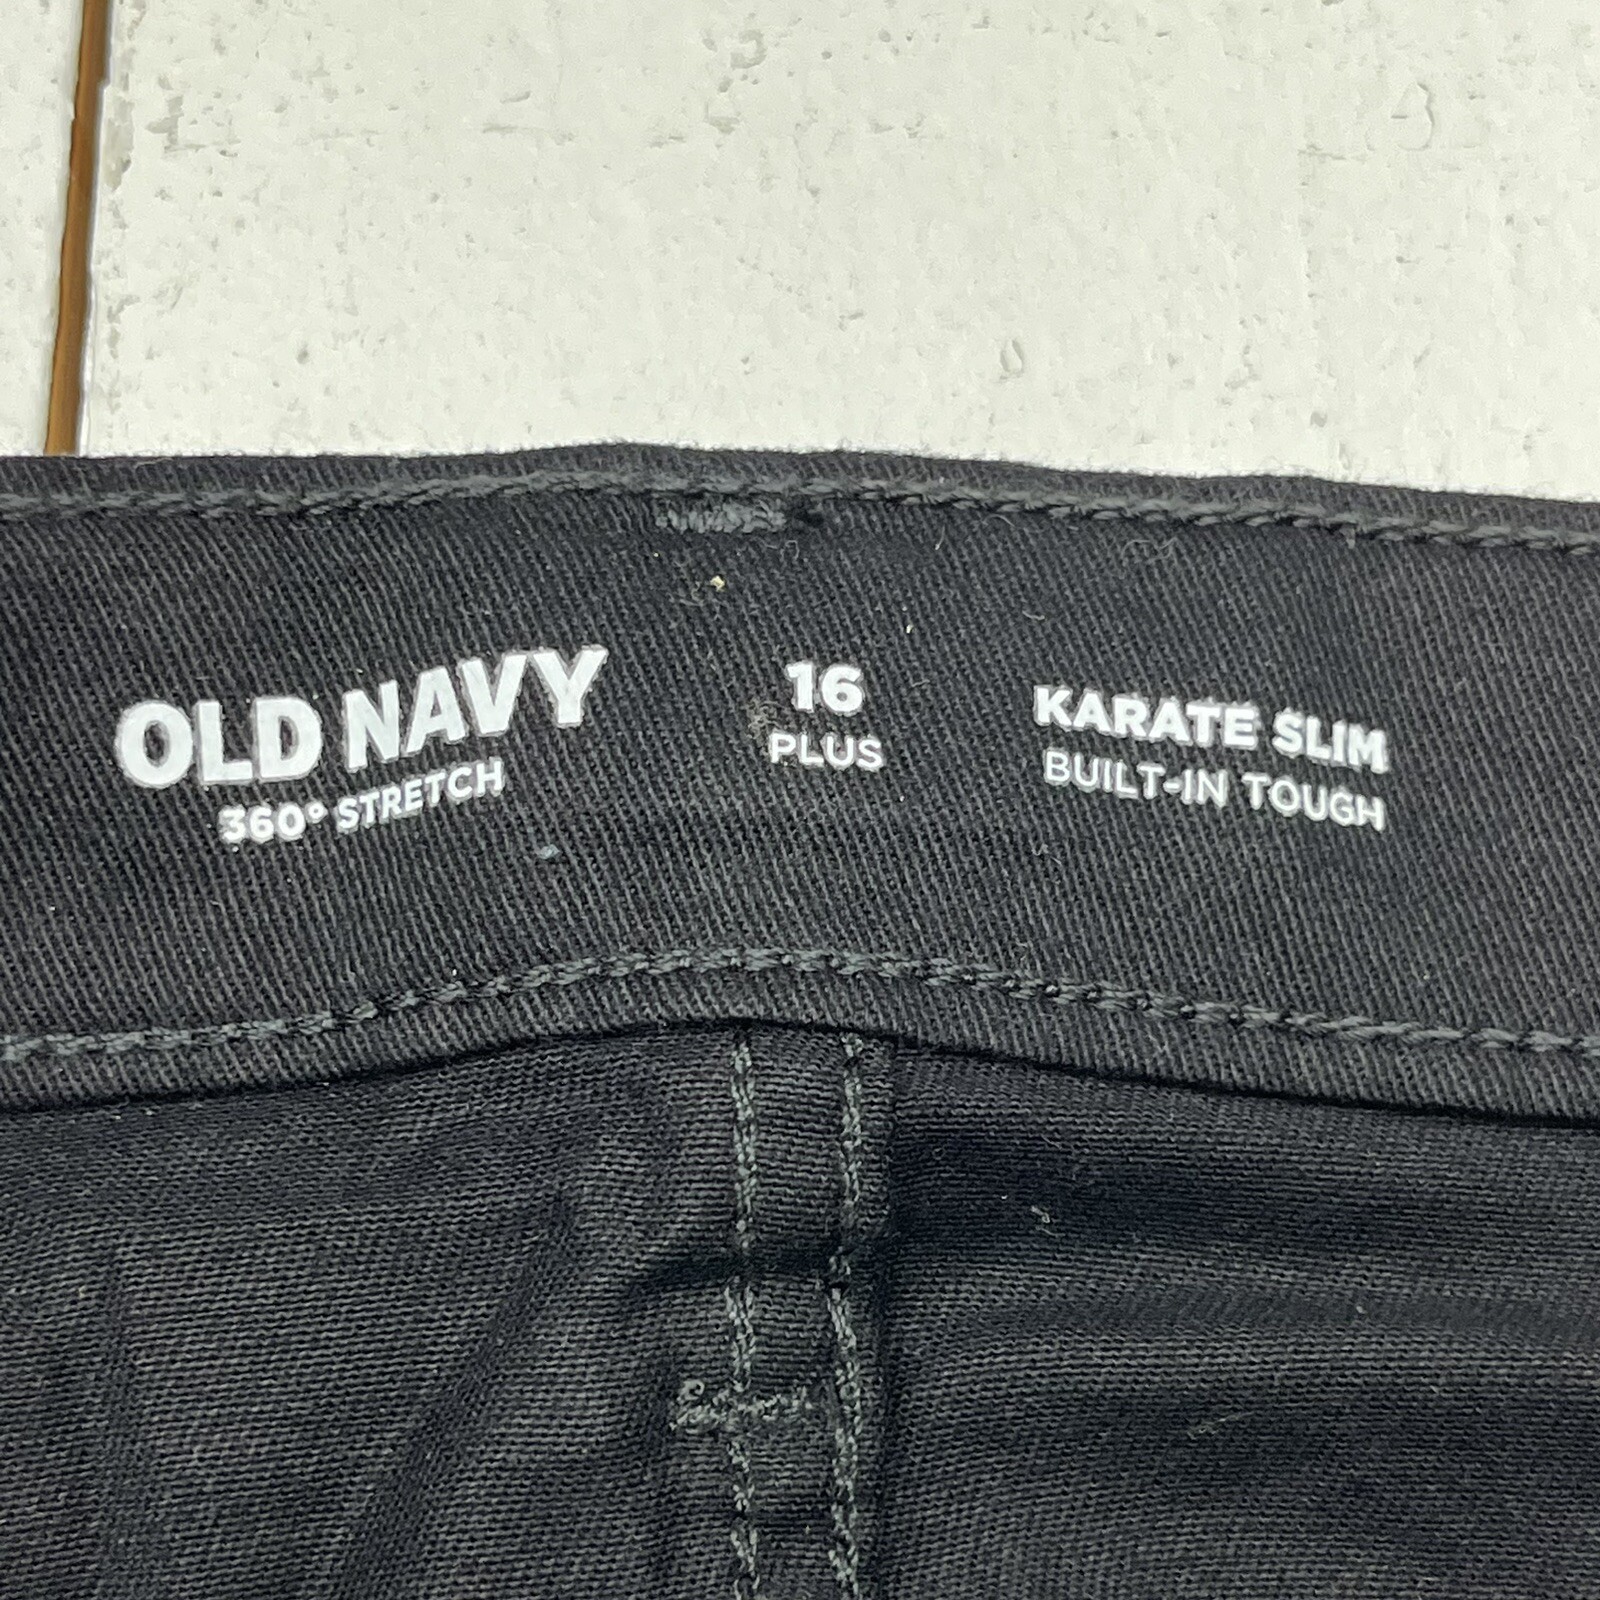 OLD NAVY
360° STRETCH
16
PLUS
KARATE SLIM
BUILT-IN TOUGH